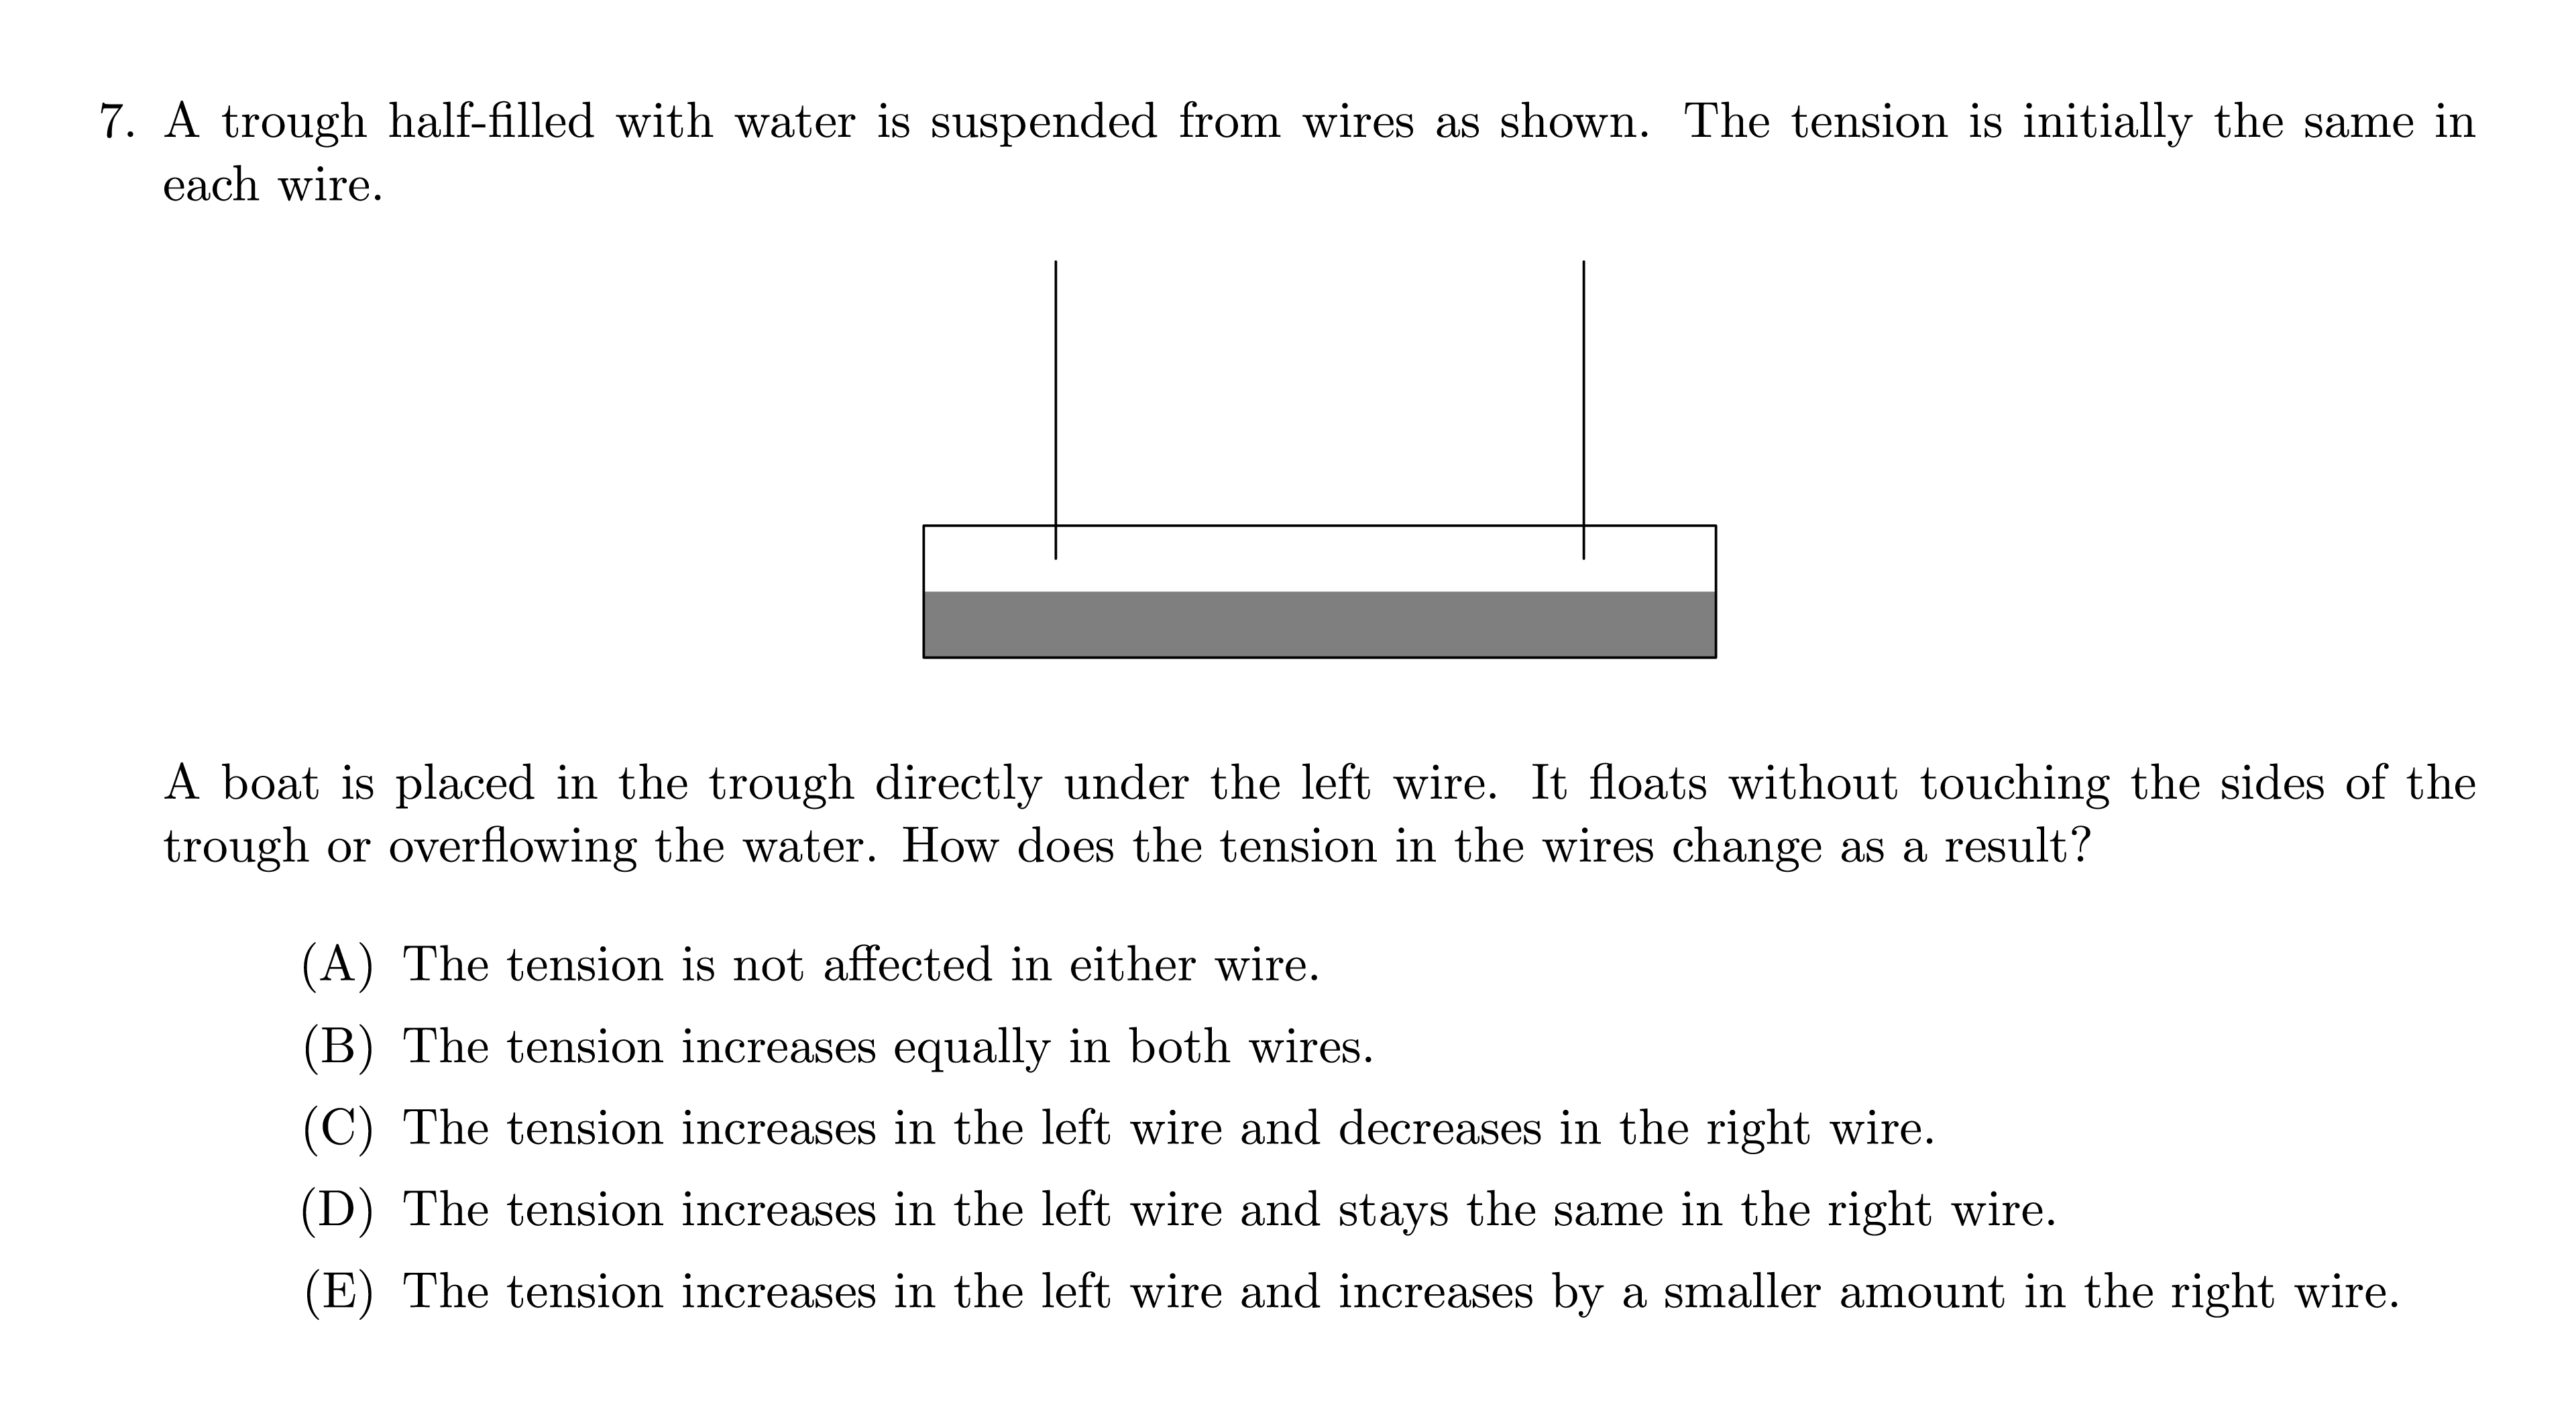 7. A trough half-filled with water is suspended from wires as shown. The tension is initially the same in
each wire.
A boat is placed in the trough directly under the left wire. It floats without touching the sides of the
trough or overflowing the water. How does the tension in the wires change as a result?
(A) The tension is not affected in either wire.
(B) The tension increases equally in both wires.
(C) The tension increases in the left wire and decreases in the right wire.
(D) The tension increases in the left wire and stays the same in the right wire.
(E) The tension increases in the left wire and increases by a smaller amount in the right wire.